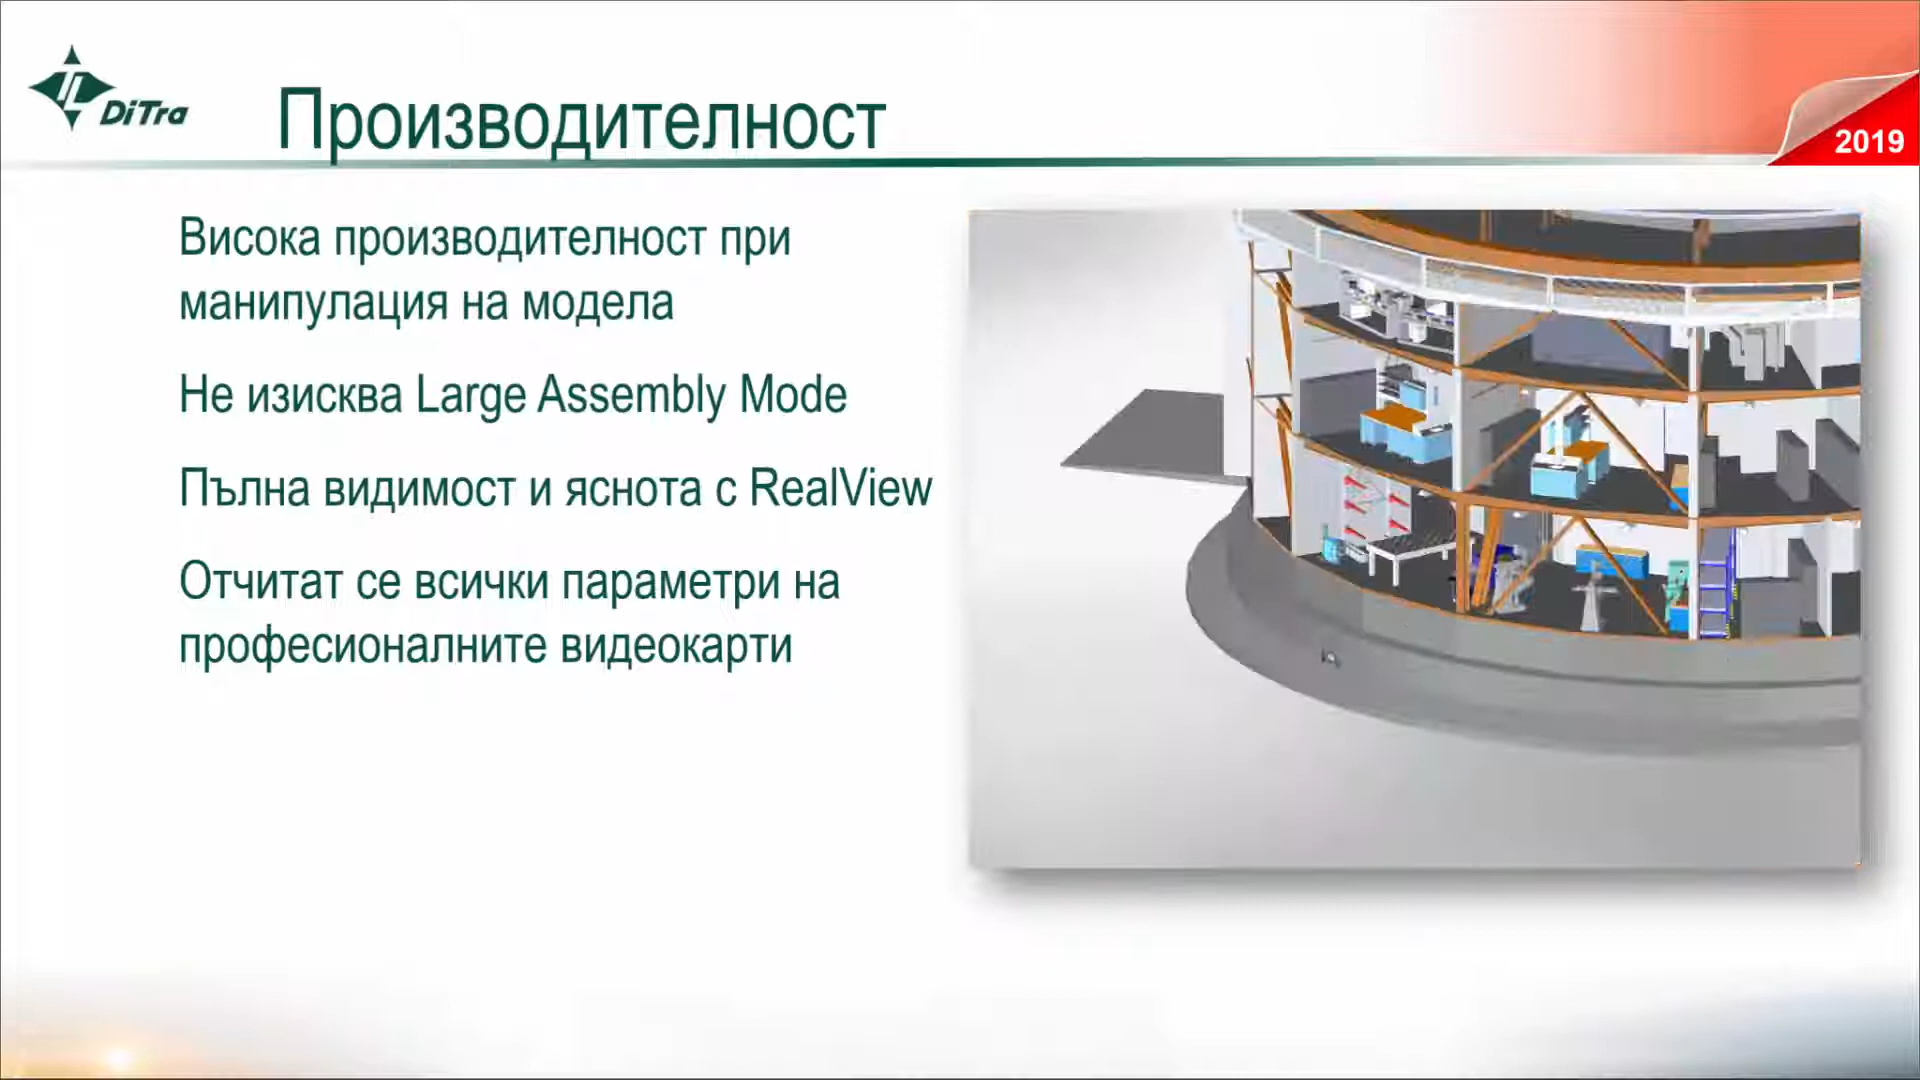 DiTra
Производителност
2019
Висока производителност при
манипулация на модела
Не изисква Large Assembly Mode
Пълна видимост и яснота с RealView
Отчитат се всички параметри на
професионалните видеокарти